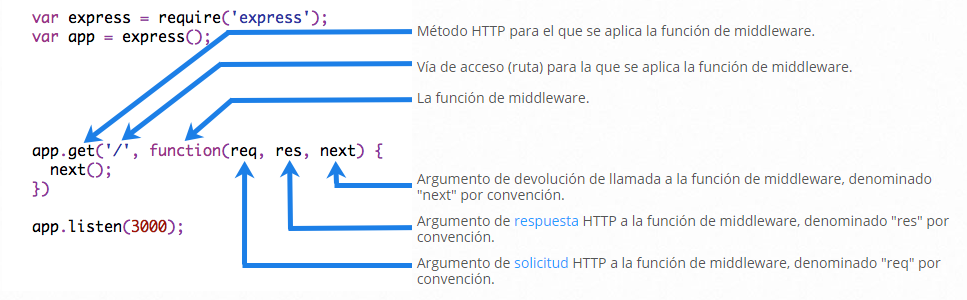 var express = require('express');
var app = express();
Método HTTP para el que se aplica la función de middleware.
Vía de acceso (ruta) para la que se aplica la función de middleware.
La función de middleware.
app.get('/', function(req, res, next) {
next();
})
app.listen(3000);
Argumento de devolución de llamada a la función de middleware, denominado
"next" por convención.
Argumento de respuesta HTTP a la función de middleware, denominado "res" por
convención.
Argumento de solicitud HTTP a la función de middleware, denominado "req" por
convención.